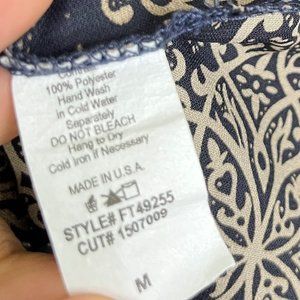 100% Polyester
Hand Wash
in Cold Water
Separately
DO NOT BLEACH
Hang to Dry
Cold Iron if Necessary
MADE IN U.S.A.
STYLE# FT49255
CUT# 1507009
M